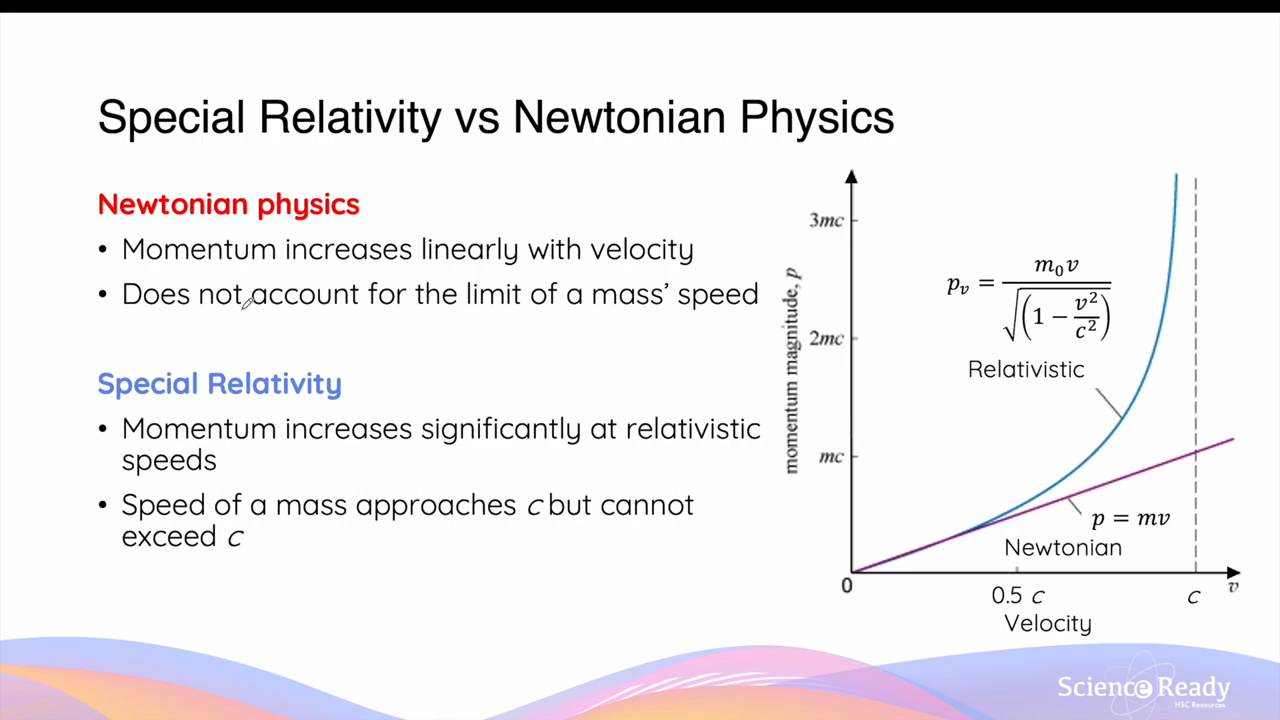 Special Relativity vs Newtonian Physics
Newtonian physics
• Momentum increases linearly with velocity
• Does not account for the limit of a mass’ speed
Special Relativity
• Momentum increases significantly at relativistic
speeds
• Speed of a mass approaches c but cannot
exceed c
momentum magnitude, p
3mc
2mc
mc
0
p_v = m₀v / √(1 − v²/c²)
Relativistic
p = mv
Newtonian
0.5 c
c
v
Velocity
Science Ready
HSC Resources